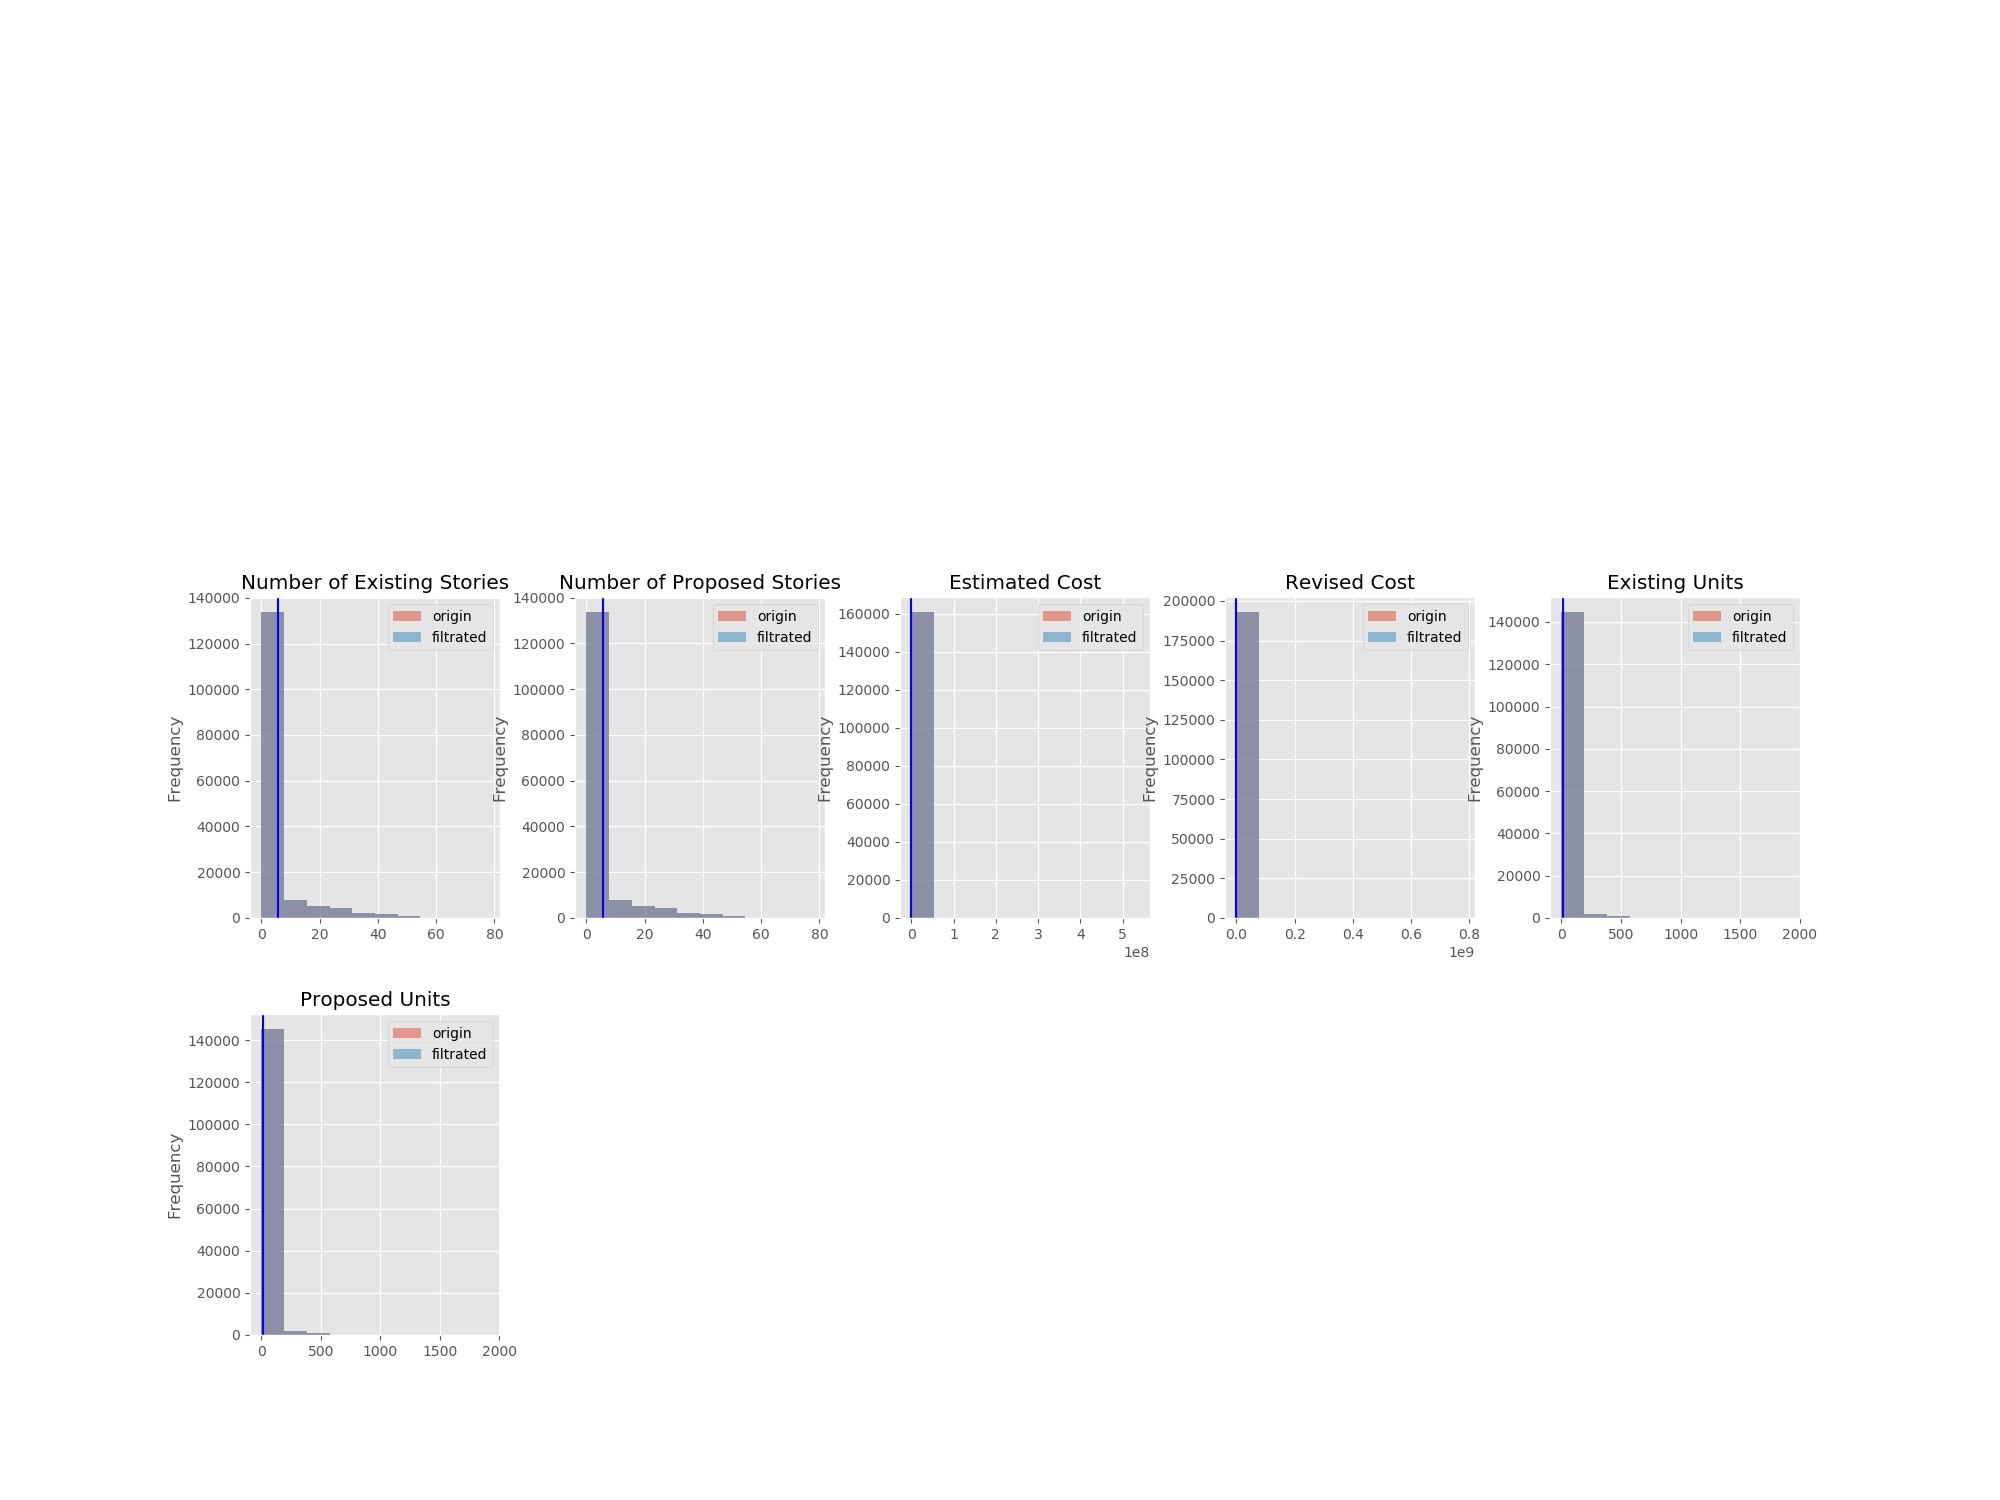 Number of Existing Stories
140000
120000
100000
80000
60000
40000
20000
0
Frequency
0 20 40 60 80
origin
filtrated
Number of Proposed Stories
140000
120000
100000
80000
60000
40000
20000
0
Frequency
0 20 40 60 80
origin
filtrated
Estimated Cost
160000
140000
120000
100000
80000
60000
40000
20000
0
Frequency
0 1 2 3 4 5
1e8
origin
filtrated
Revised Cost
200000
175000
150000
125000
100000
75000
50000
25000
0
Frequency
0.0 0.2 0.4 0.6 0.8
1e9
origin
filtrated
Existing Units
140000
120000
100000
80000
60000
40000
20000
0
Frequency
0 500 1000 1500 2000
origin
filtrated
Proposed Units
140000
120000
100000
80000
60000
40000
20000
0
Frequency
0 500 1000 1500 2000
origin
filtrated